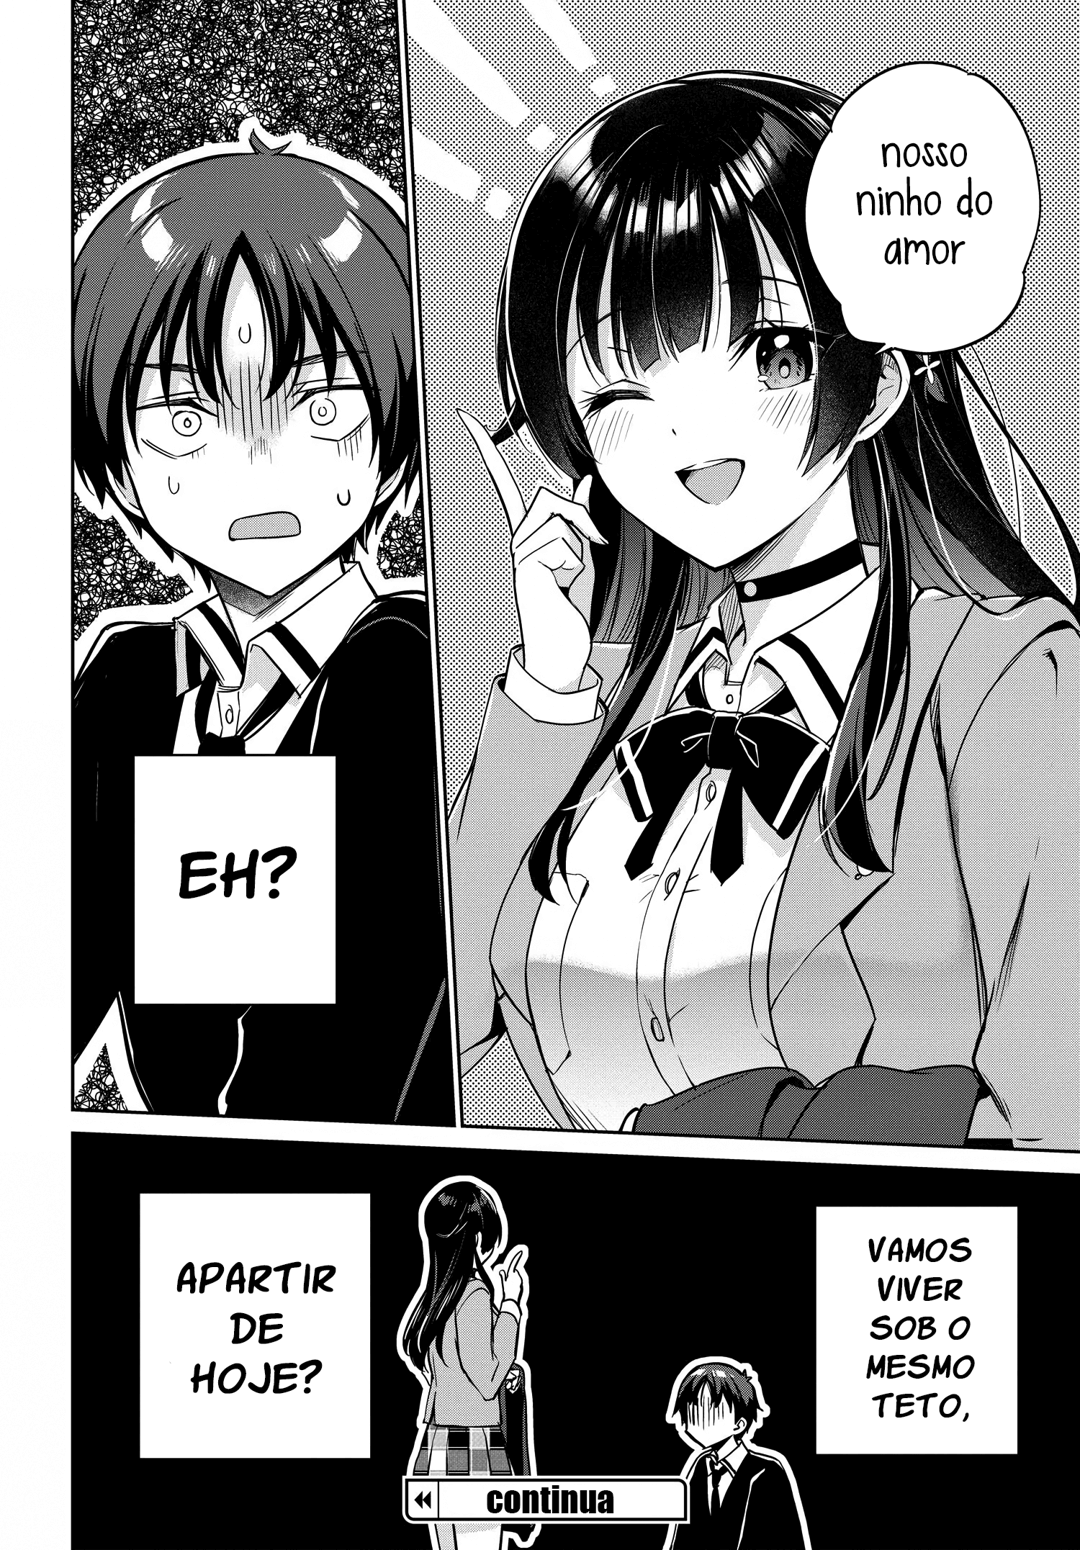 nosso
ninho do
amor
EH?
VAMOS
VIVER
SOB O
MESMO
TETO,
APARTIR
DE
HOJE?
continua